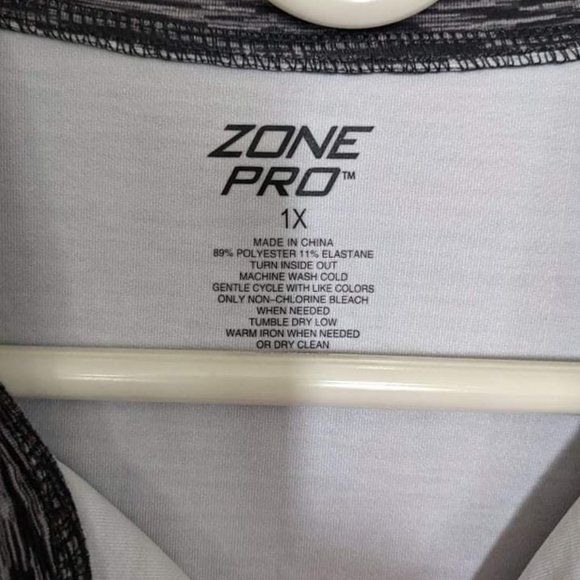 ZONE
PRO™
1X
MADE IN CHINA
89% POLYESTER 11% ELASTANE
TURN INSIDE OUT
MACHINE WASH COLD
GENTLE CYCLE WITH LIKE COLORS
ONLY NON-CHLORINE BLEACH
WHEN NEEDED
TUMBLE DRY LOW
WARM IRON WHEN NEEDED
OR DRY CLEAN